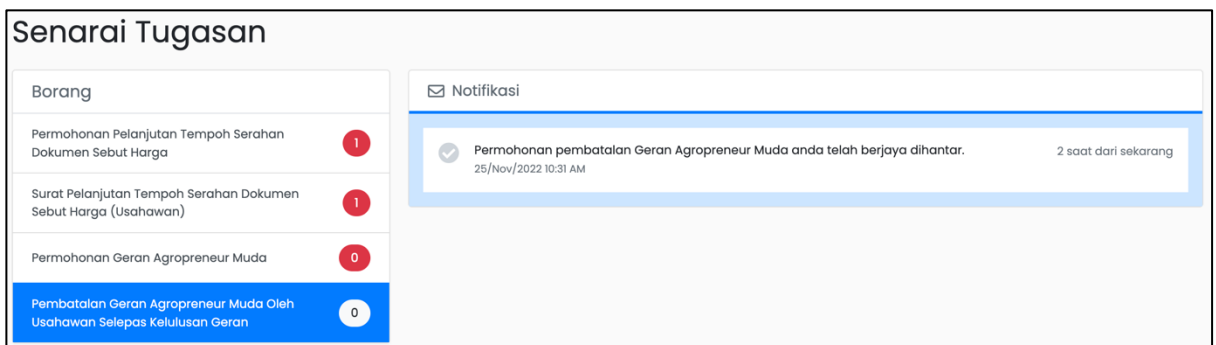 Senarai Tugasan
Borang
Permohonan Pelanjutan Tempoh Serahan
Dokumen Sebut Harga
1
Surat Pelanjutan Tempoh Serahan Dokumen
Sebut Harga (Usahawan)
1
Permohonan Geran Agropreneur Muda
0
Pembatalan Geran Agropreneur Muda Oleh
Usahawan Selepas Kelulusan Geran
0
Notifikasi
Permohonan pembatalan Geran Agropreneur Muda anda telah berjaya dihantar.
2 saat dari sekarang
25/Nov/2022 10:31 AM